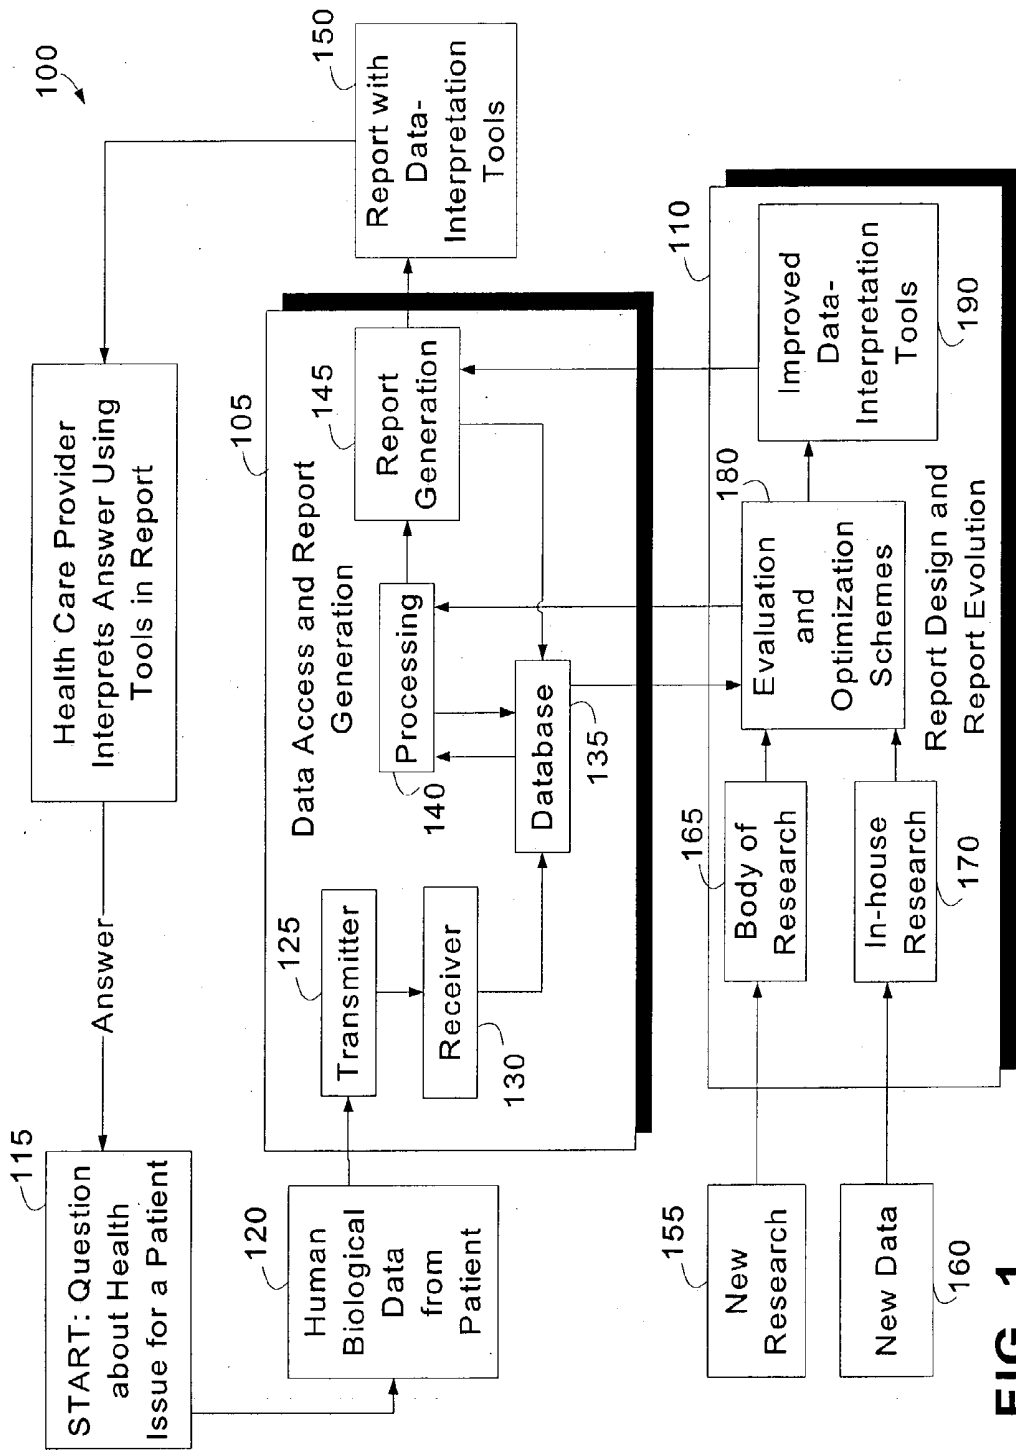 100
115
START: Question
about Health
Issue for a Patient
Answer
Health Care Provider
Interprets Answer Using
Tools in Report
120
Human
Biological
Data
from
Patient
105
Data Access and Report
Generation
125
Transmitter
Receiver
130
140
Processing
Database
135
145
Report
Generation
150
Report with
Data-
Interpretation
Tools
155
New
Research
New Data
160
110
165
Body of
Research
In-house
Research
170
180
Evaluation
and
Optimization
Schemes
Improved
Data-
Interpretation
Tools
190
Report Design and
Report Evolution
FIG. 1